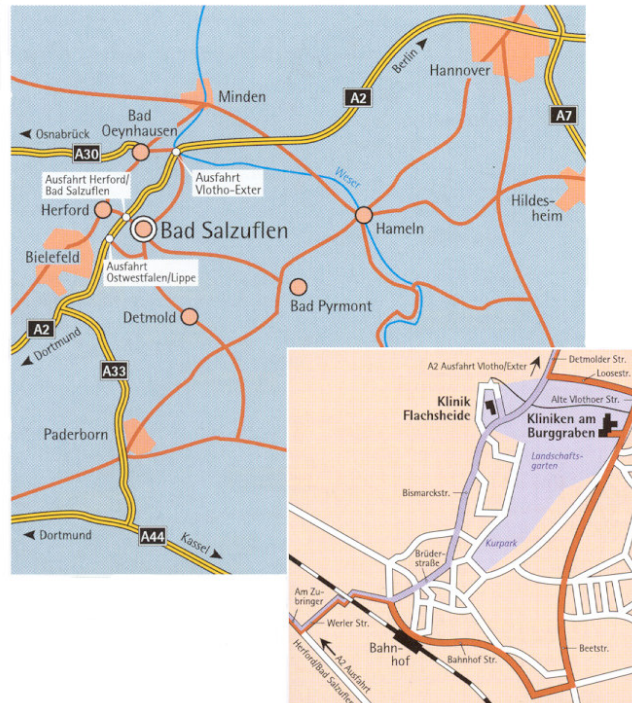 Hannover
Berlin
A2
A7
Minden
Bad
Oeynhausen
Osnabrück
A30
Ausfahrt
Vlotho-Exter
Weser
Ausfahrt Herford/
Bad Salzuflen
Hildes-
heim
Herford
Bad Salzuflen
Hameln
Bielefeld
Ausfahrt
Ostwestfalen/Lippe
Bad Pyrmont
Detmold
A2
Dortmund
A33
Paderborn
Dortmund
A44
Kassel
A2 Ausfahrt Vlotho/Exter
Detmolder Str.
Loosestr.
Klinik
Flachsheide
Alte Vlothoer Str.
Kliniken am
Burggraben
Landschafts-
garten
Bismarckstr.
Kurpark
Brüder-
straße
Am Zu-
bringer
Werler Str.
Bahn-
hof
Bahnhof Str.
Beetstr.
A2 Ausfahrt
Herford/Bad Salzuflen